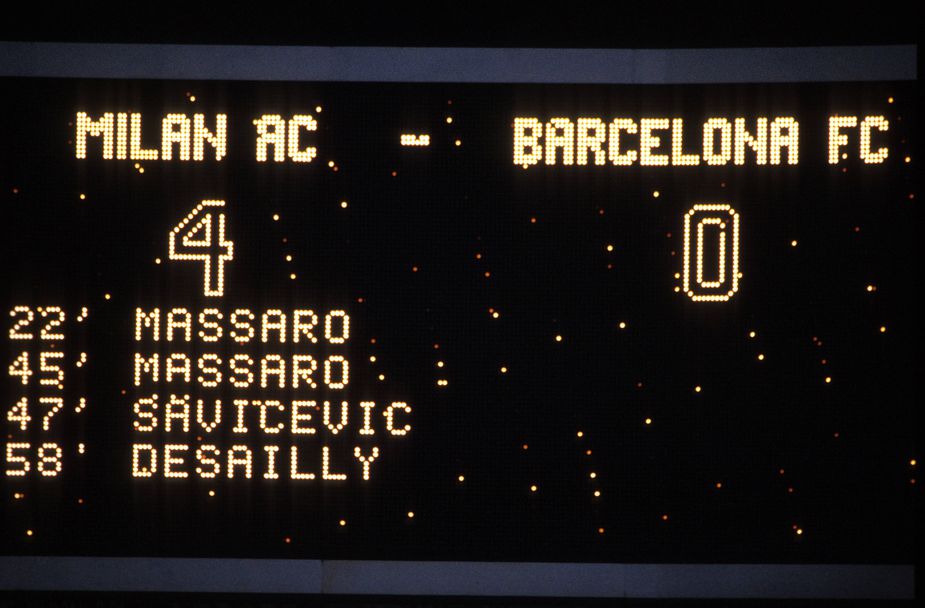 MILAN AC - BARCELONA FC
4 0
22' MASSARO
45' MASSARO
47' SAVICEVIC
58' DESAILLY